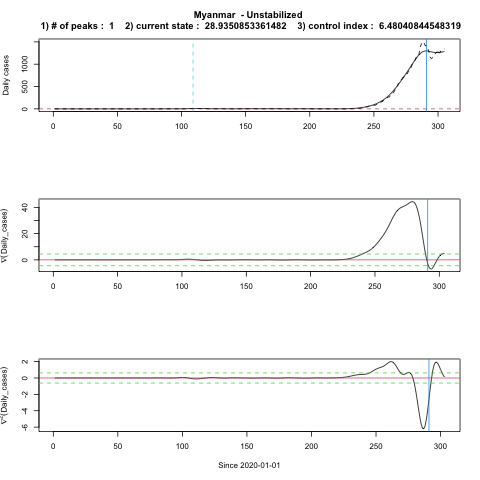 Myanmar - Unstabilized
1) # of peaks : 1 2) current state : 28.9350853361482 3) control index : 6.48040844548319
Daily cases
0 500 1000
0 50 100 150 200 250 300
∇(Daily_cases)
0 20 40
0 50 100 150 200 250 300
∇²(Daily_cases)
-6 -4 -2 0 2
0 50 100 150 200 250 300
Since 2020-01-01